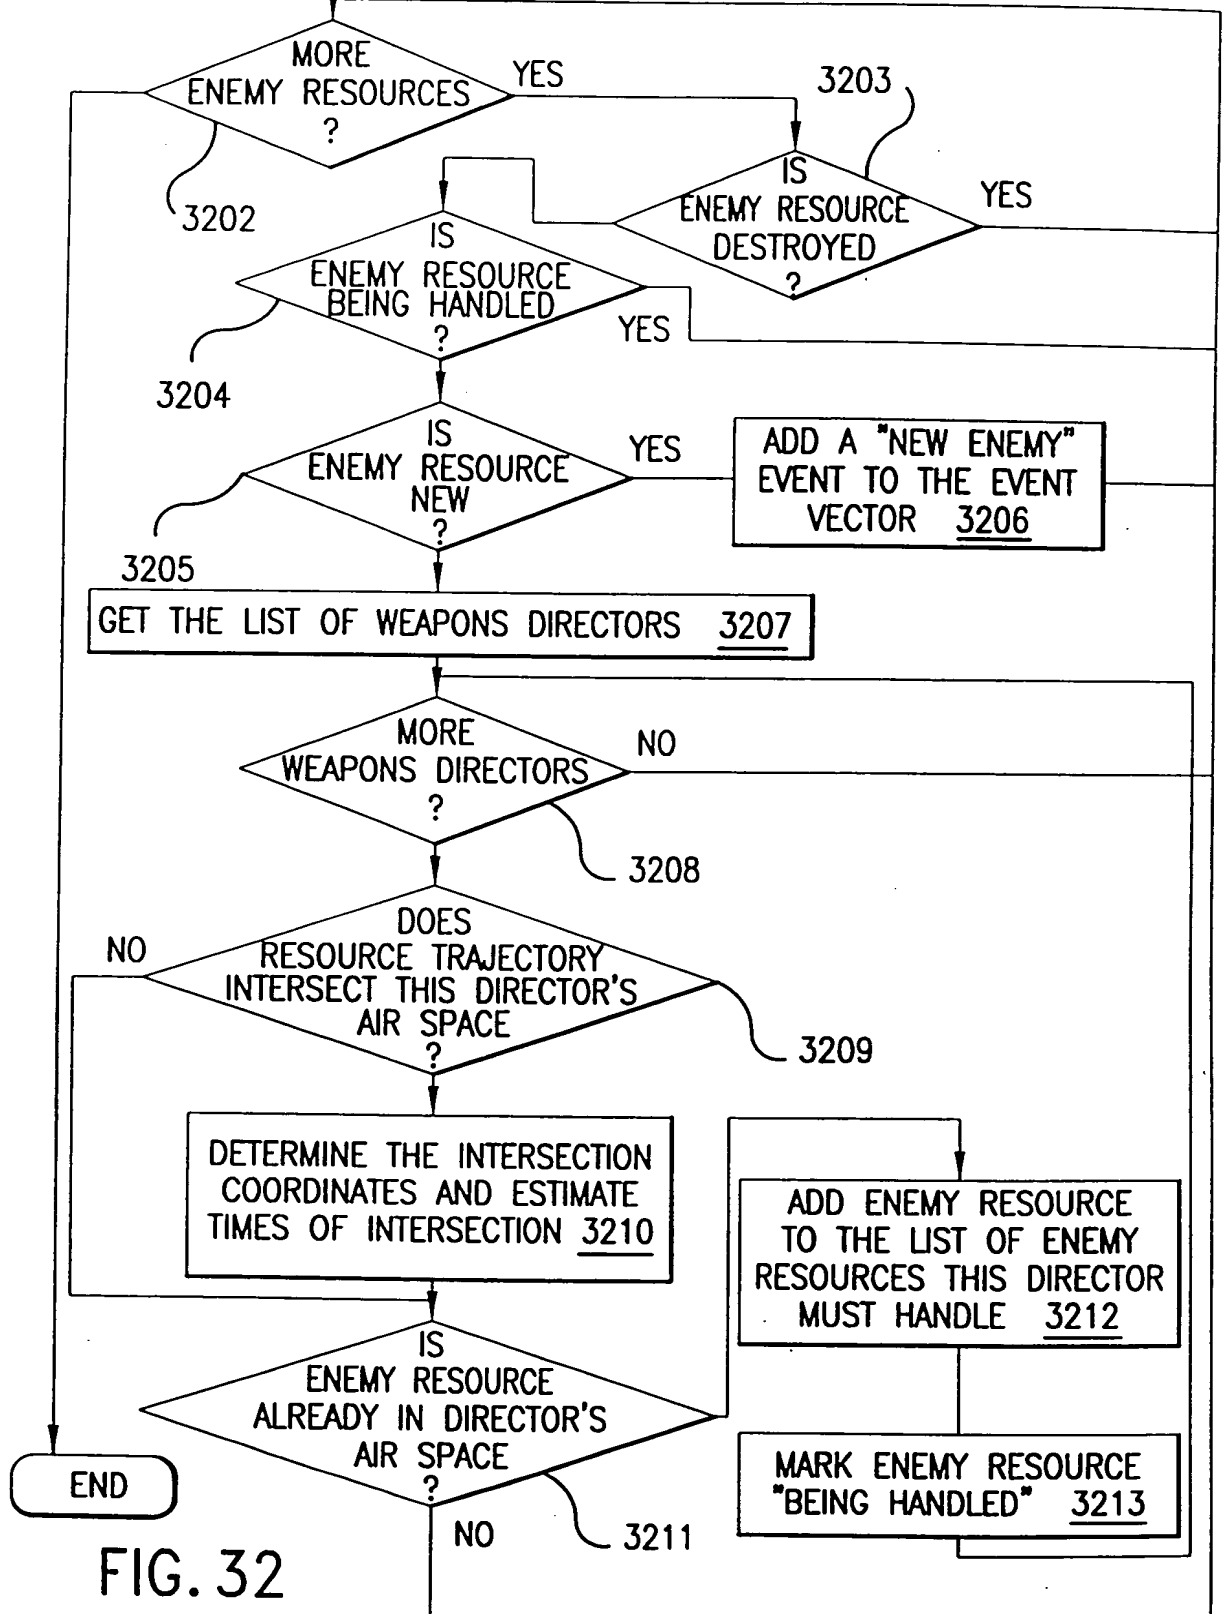 MORE
ENEMY RESOURCES
?
YES
3202
3203
IS
ENEMY RESOURCE
DESTROYED
?
YES
IS
ENEMY RESOURCE
BEING HANDLED
?
YES
3204
IS
ENEMY RESOURCE
NEW
?
YES
3205
ADD A "NEW ENEMY"
EVENT TO THE EVENT
VECTOR 3206
GET THE LIST OF WEAPONS DIRECTORS 3207
MORE
WEAPONS DIRECTORS
?
NO
3208
DOES
RESOURCE TRAJECTORY
INTERSECT THIS DIRECTOR'S
AIR SPACE
?
NO
3209
DETERMINE THE INTERSECTION
COORDINATES AND ESTIMATE
TIMES OF INTERSECTION 3210
IS
ENEMY RESOURCE
ALREADY IN DIRECTOR'S
AIR SPACE
?
NO
3211
ADD ENEMY RESOURCE
TO THE LIST OF ENEMY
RESOURCES THIS DIRECTOR
MUST HANDLE 3212
MARK ENEMY RESOURCE
"BEING HANDLED" 3213
END
FIG. 32